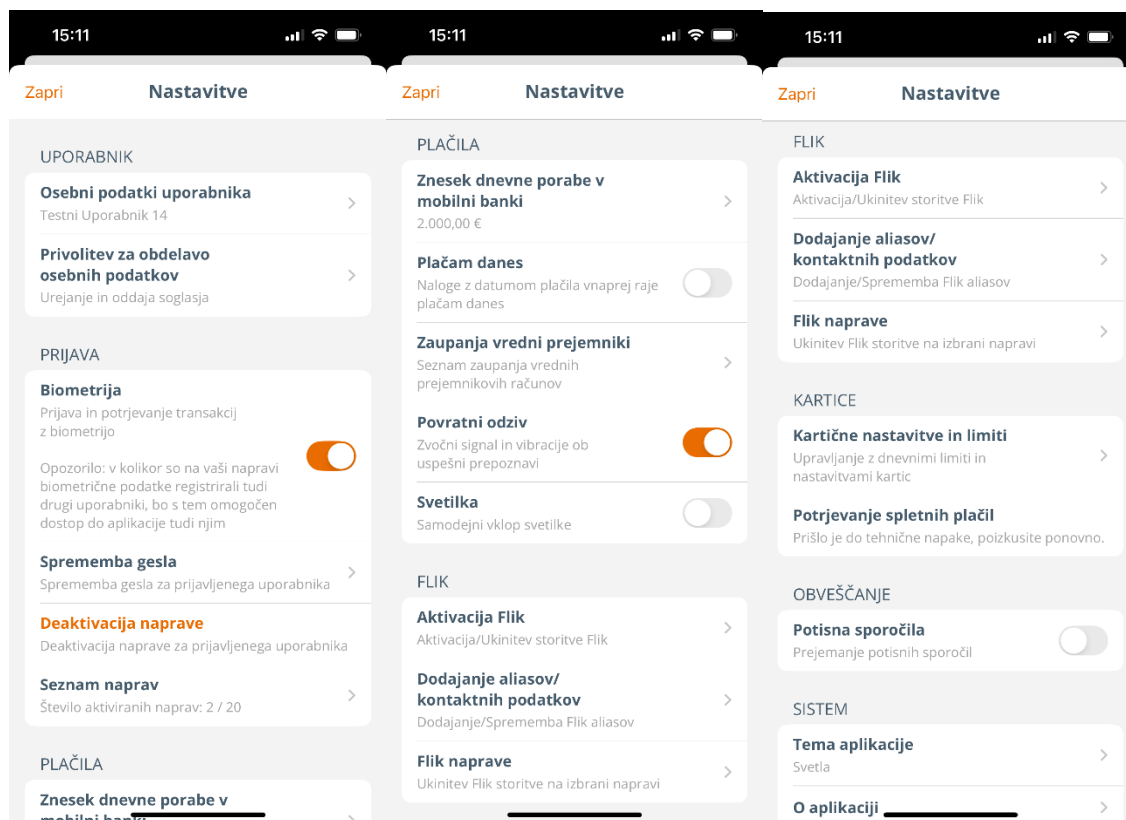 15:11
Zapri
Nastavitve
UPORABNIK
Osebni podatki uporabnika
Testni Uporabnik 14
Privolitev za obdelavo
osebnih podatkov
Urejanje in oddaja soglasja
PRIJAVA
Biometrija
Prijava in potrjevanje transakcij
z biometrijo
Opozorilo: v kolikor so na vaši napravi
biometrične podatke registrirali tudi
drugi uporabniki, bo s tem omogočen
dostop do aplikacije tudi njim
Sprememba gesla
Sprememba gesla za prijavljenega uporabnika
Deaktivacija naprave
Deaktivacija naprave za prijavljenega uporabnika
Seznam naprav
Število aktiviranih naprav: 2 / 20
PLAČILA
Znesek dnevne porabe v
mobilni banki
15:11
Zapri
Nastavitve
PLAČILA
Znesek dnevne porabe v
mobilni banki
2.000,00 €
Plačam danes
Naloge z datumom plačila vnaprej raje
plačam danes
Zaupanja vredni prejemniki
Seznam zaupanja vrednih
prejemnikovih računov
Povratni odziv
Zvočni signal in vibracije ob
uspešni prepoznavi
Svetilka
Samodejni vklop svetilke
FLIK
Aktivacija Flik
Aktivacija/Ukinitev storitve Flik
Dodajanje aliasov/
kontaktnih podatkov
Dodajanje/Sprememba Flik aliasov
Flik naprave
Ukinitev Flik storitve na izbrani napravi
15:11
Zapri
Nastavitve
FLIK
Aktivacija Flik
Aktivacija/Ukinitev storitve Flik
Dodajanje aliasov/
kontaktnih podatkov
Dodajanje/Sprememba Flik aliasov
Flik naprave
Ukinitev Flik storitve na izbrani napravi
KARTICE
Kartične nastavitve in limiti
Upravljanje z dnevnimi limiti in
nastavitvami kartic
Potrjevanje spletnih plačil
Prišlo je do tehnične napake, poizkusite ponovno.
OBVEŠČANJE
Potisna sporočila
Prejemanje potisnih sporočil
SISTEM
Tema aplikacije
Svetla
O aplikaciji